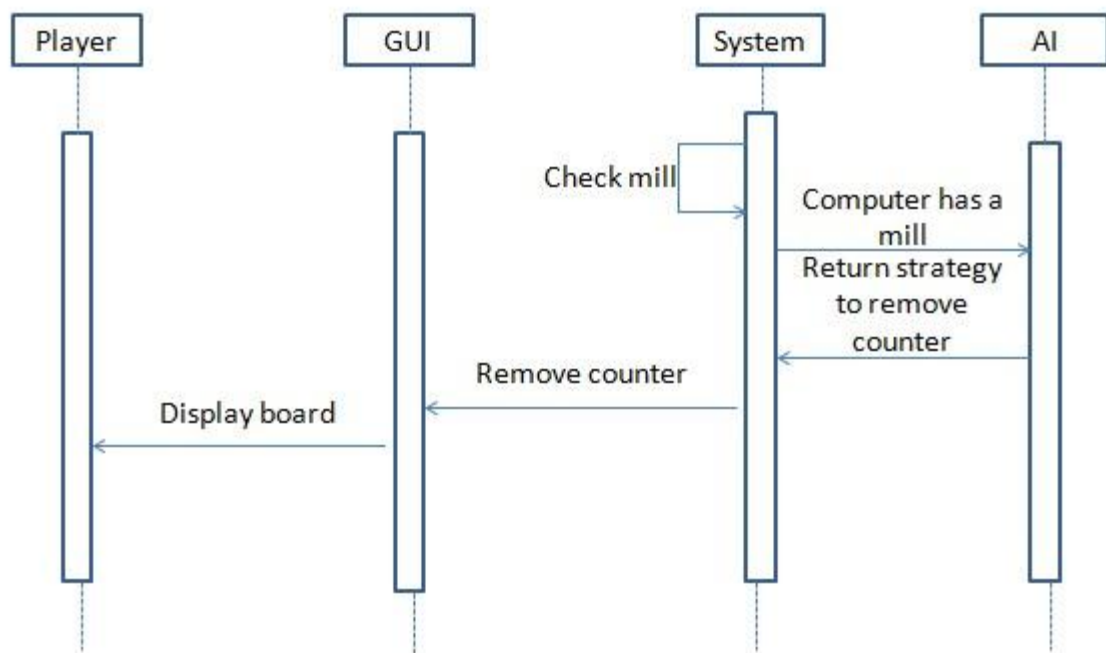 Player
GUI
System
AI
Check mill
Computer has a
mill
Return strategy
to remove
counter
Remove counter
Display board